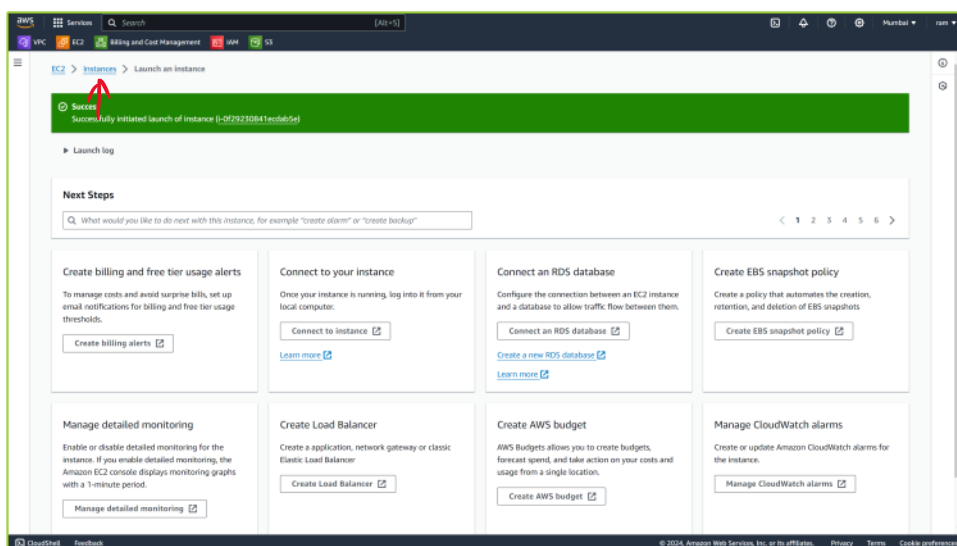 aws Services Search [Alt+S] Mumbai ram
VPC EC2 Billing and Cost Management IAM S3
EC2 > Instances > Launch an instance
Succes
Successfully initiated launch of instance (i-0f29230841ecdab5e)
Launch log
Next Steps
What would you like to do next with this instance, for example "create alarm" or "create backup"
1 2 3 4 5 6
Create billing and free tier usage alerts
To manage costs and avoid surprise bills, set up
email notifications for billing and free tier usage
thresholds.
Create billing alerts
Connect to your instance
Once your instance is running, log into it from your
local computer.
Connect to instance
Learn more
Connect an RDS database
Configure the connection between an EC2 instance
and a database to allow traffic flow between them.
Connect an RDS database
Create a new RDS database
Learn more
Create EBS snapshot policy
Create a policy that automates the creation,
retention, and deletion of EBS snapshots
Create EBS snapshot policy
Manage detailed monitoring
Enable or disable detailed monitoring for the
instance. If you enable detailed monitoring, the
Amazon EC2 console displays monitoring graphs
with a 1-minute period.
Manage detailed monitoring
Create Load Balancer
Create a application, network gateway or classic
Elastic Load Balancer
Create Load Balancer
Create AWS budget
AWS Budgets allows you to create budgets,
forecast spend, and take action on your costs and
usage from a single location.
Create AWS budget
Manage CloudWatch alarms
Create or update Amazon CloudWatch alarms for
the instance.
Manage CloudWatch alarms
CloudShell Feedback © 2024, Amazon Web Services, Inc. or its affiliates. Privacy Terms Cookie preferences